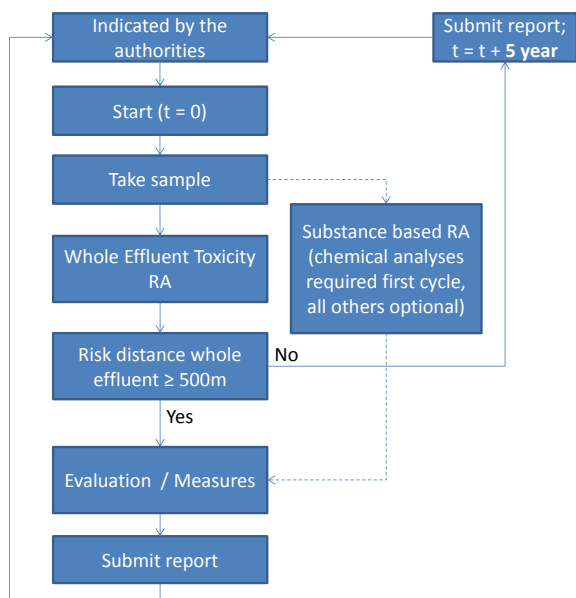 Indicated by the
authorities
Submit report;
t = t + 5 year
Start (t = 0)
Take sample
Substance based RA
(chemical analyses
required first cycle,
all others optional)
Whole Effluent Toxicity
RA
Risk distance whole
effluent ≥ 500m
No
Yes
Evaluation / Measures
Submit report